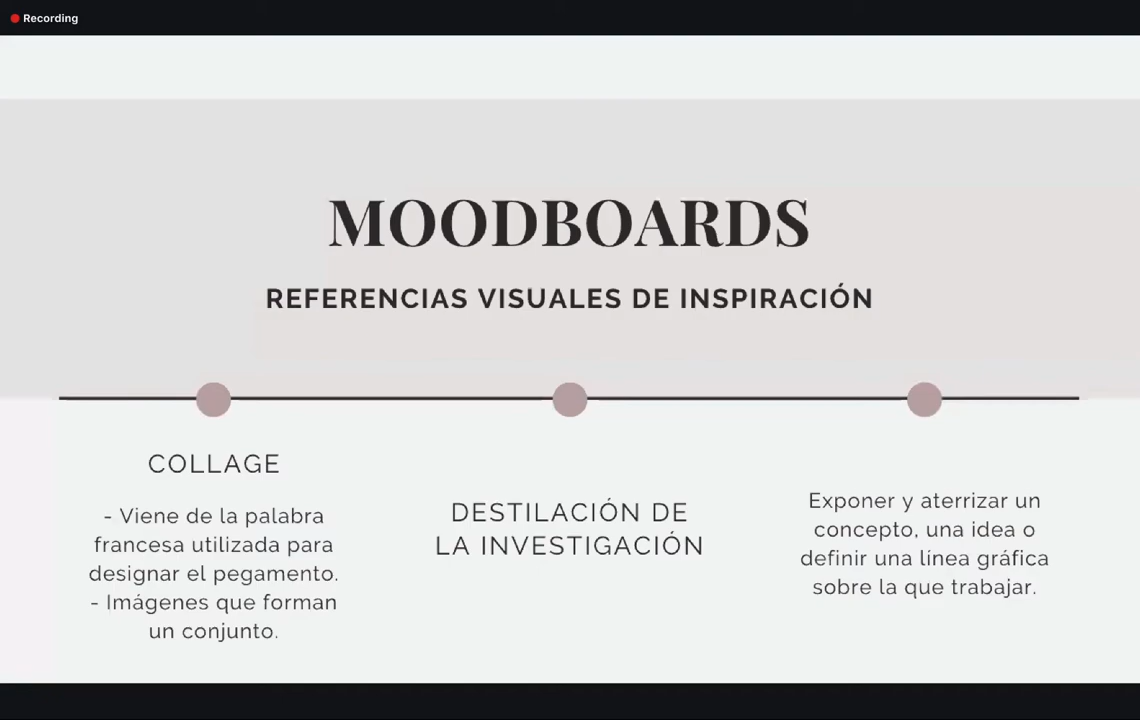 Recording
MOODBOARDS
REFERENCIAS VISUALES DE INSPIRACIÓN
COLLAGE
- Viene de la palabra
francesa utilizada para
designar el pegamento.
- Imágenes que forman
un conjunto.
DESTILACIÓN DE
LA INVESTIGACIÓN
Exponer y aterrizar un
concepto, una idea o
definir una línea gráfica
sobre la que trabajar.